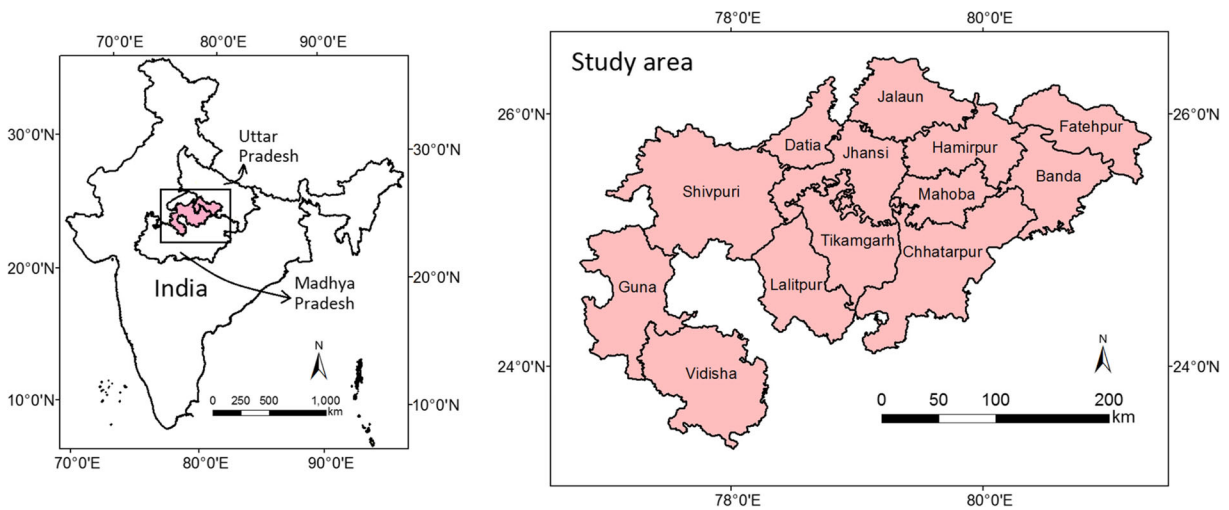 70°0'E 80°0'E
30°0'N
20°0'N
10°0'N
30°0'N
20°0'N
10°0'N
Uttar
Pradesh
India
Madhya
Pradesh
N
0 250 500 1,000
km
70°0'E 80°0'E 90°0'E
78°0'E 80°0'E
Study area
26°0'N
24°0'N
26°0'N
24°0'N
Jalaun
Fatehpur
Datia
Jhansi
Hamirpur
Banda
Shivpuri
Mahoba
Tikamgarh
Chhatarpur
Guna
Lalitpur
Vidisha
N
0 50 100 200
km
78°0'E 80°0'E